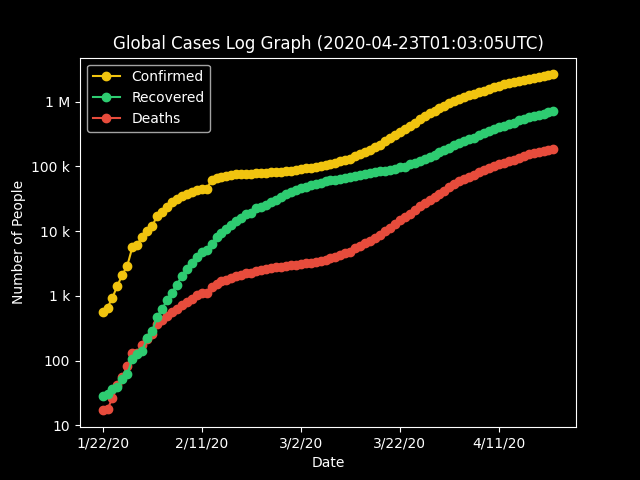 Global Cases Log Graph (2020-04-23T01:03:05UTC)
Confirmed
Recovered
Deaths
1 M
100 k
10 k
1 k
100
10
Number of People
1/22/20 2/11/20 3/2/20 3/22/20 4/11/20
Date